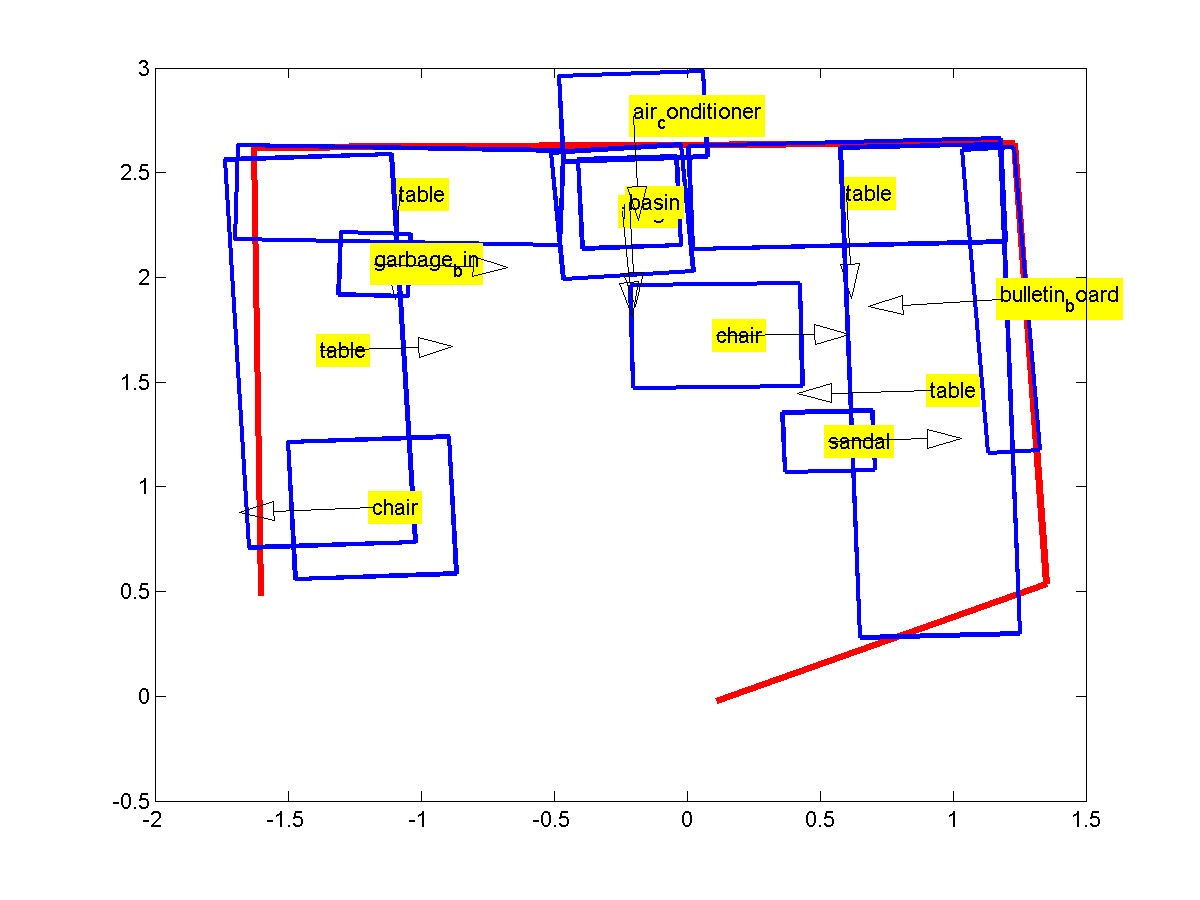 3
air_conditioner
2.5
table
basin
table
garbage_bin
2
bulletin_board
chair
table
1.5
table
sandal
1
chair
0.5
0
-0.5
-2
-1.5
-1
-0.5
0
0.5
1
1.5